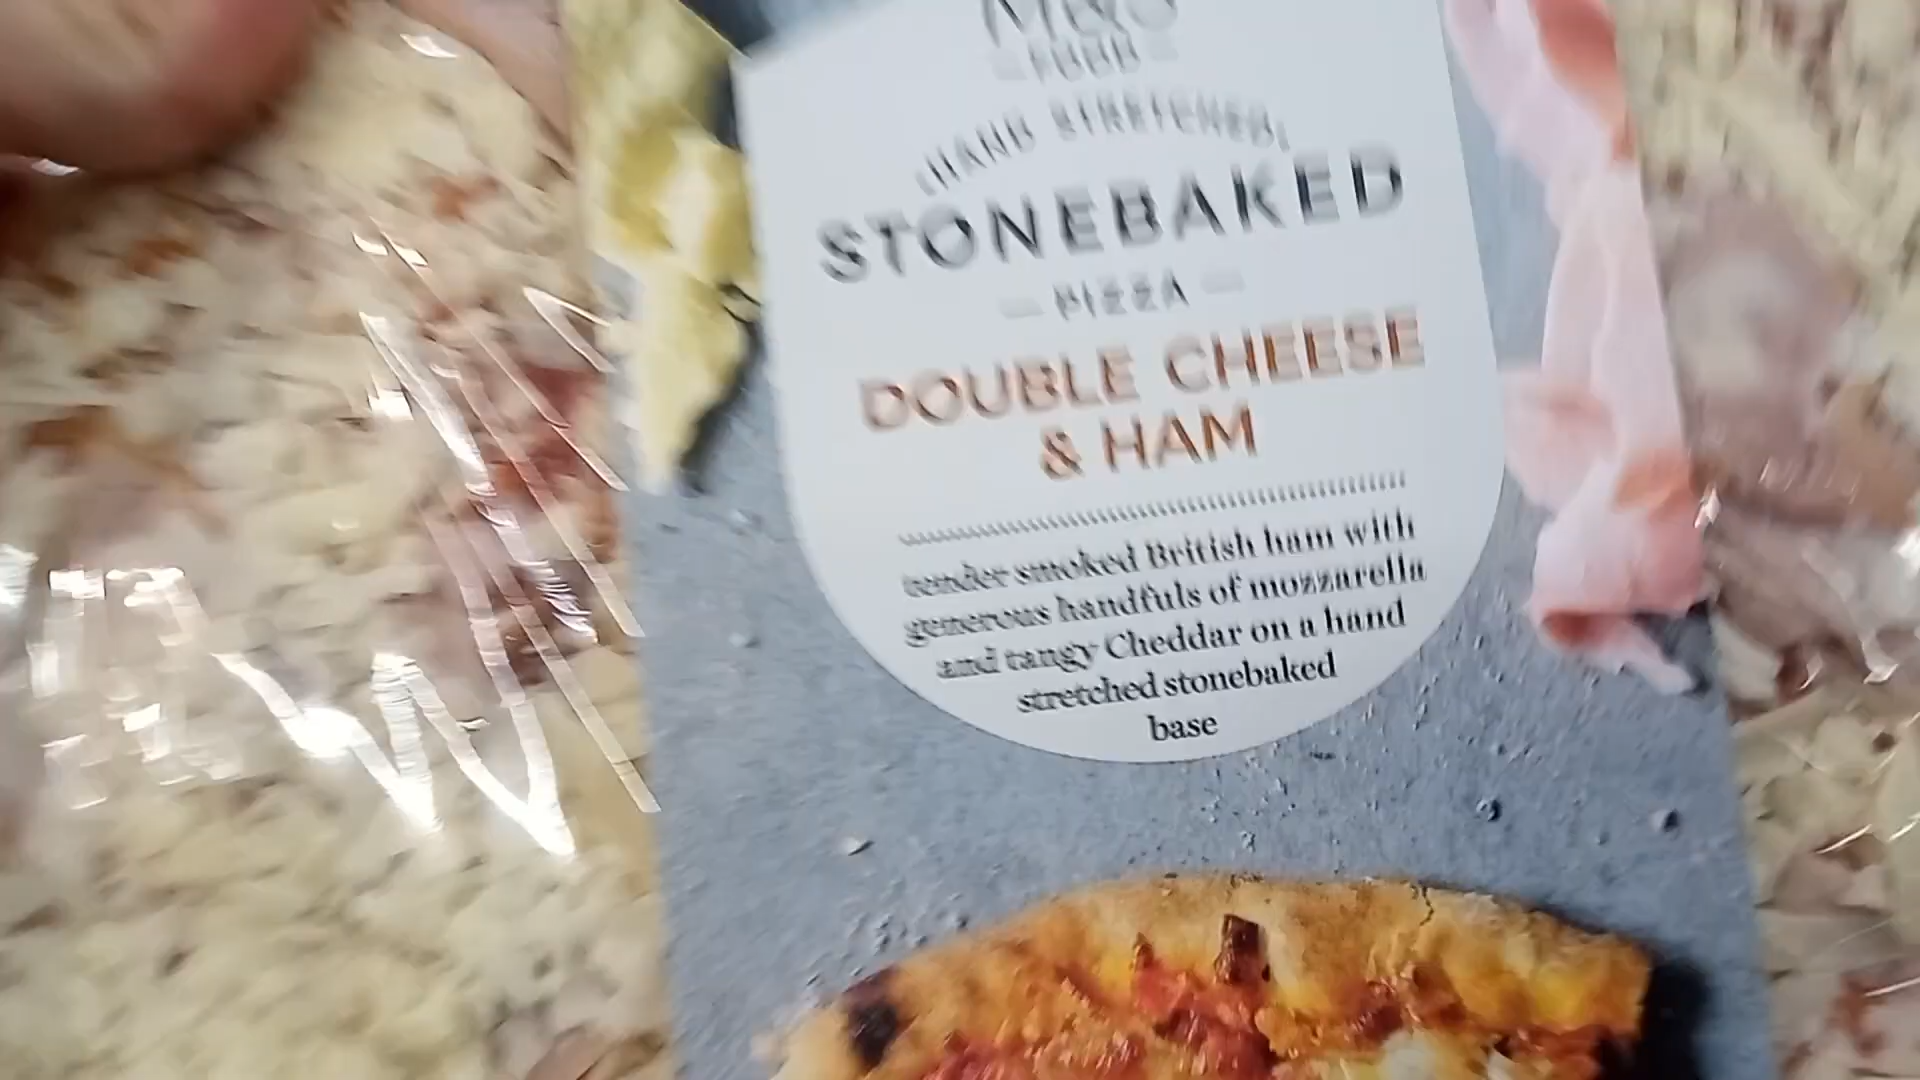 M&S
FOOD
HAND STRETCHED
STONEBAKED
PIZZA
DOUBLE CHEESE
& HAM
tender smoked British ham with
generous handfuls of mozzarella
and tangy Cheddar on a hand
stretched stonebaked
base